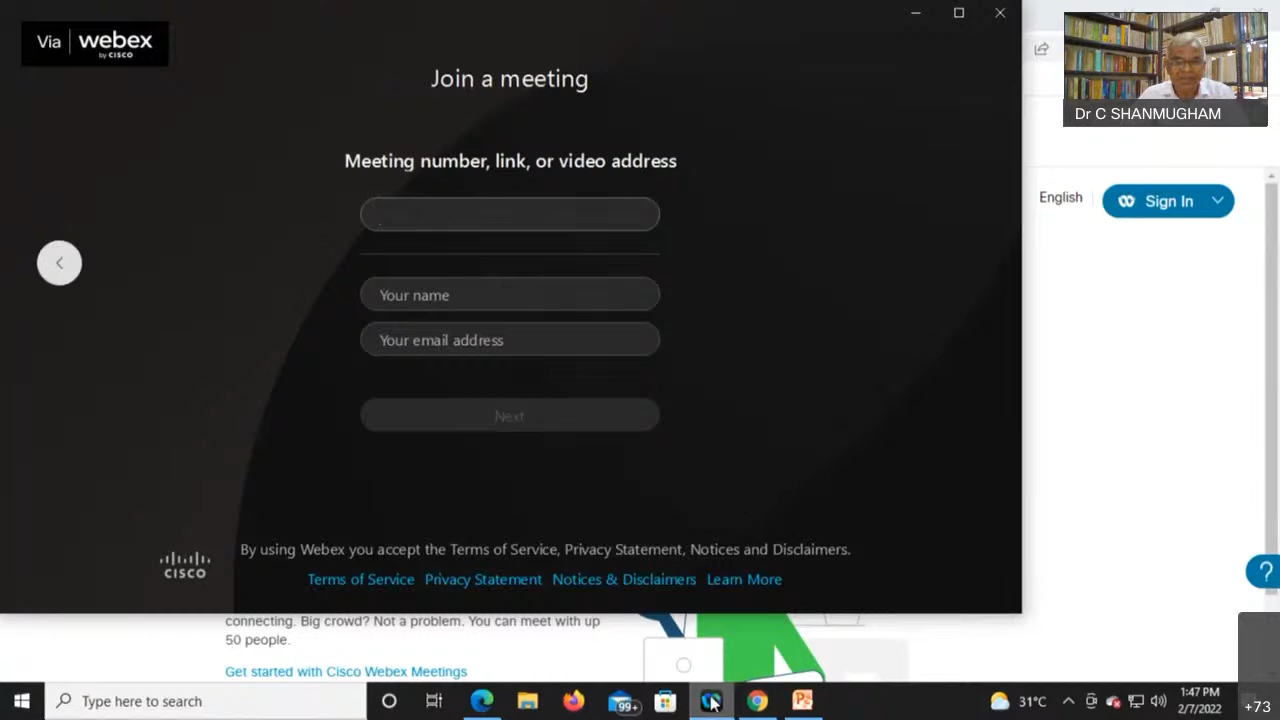 Via | webex
by CISCO
Join a meeting
Dr C SHANMUGHAM
Meeting number, link, or video address
English
Sign In
Your name
Your email address
Next
By using Webex you accept the Terms of Service, Privacy Statement, Notices and Disclaimers.
CISCO
Terms of Service Privacy Statement Notices & Disclaimers Learn More
?
connecting. Big crowd? Not a problem. You can meet with up
50 people.
Get started with Cisco Webex Meetings
Type here to search
99+
31°C
1:47 PM
2/7/2022
+73